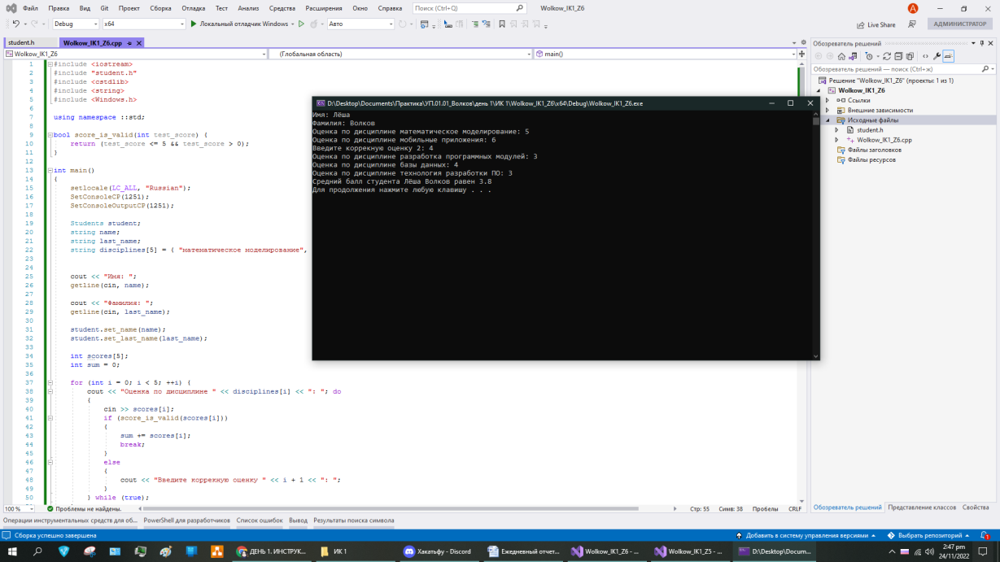 Файл Правка Вид Git Проект Сборка Отладка Тест Анализ Средства Расширения Окно Справка Поиск (Ctrl+Q) Wolkow_IK1_Z6
Debug x64 Локальный отладчик Windows Авто Live Share АДМИНИСТРАТОР
student.h Wolkow_IK1_Z6.cpp
Wolkow_IK1_Z6 (Глобальная область) main()
1 #include <iostream>
2 #include "student.h"
3 #include <cstdlib>
4 #include <string>
5 #include <Windows.h>
6
7 using namespace ::std;
8
9 bool score_is_valid(int test_score) {
10 return (test_score <= 5 && test_score > 0);
11 }
12
13 int main()
14 {
15 setlocale(LC_ALL, "Russian");
16 SetConsoleCP(1251);
17 SetConsoleOutputCP(1251);
18
19 Students student;
20 string name;
21 string last_name;
22 string disciplines[5] = { "математическое моделирование",
23
24
25 cout << "Имя: ";
26 getline(cin, name);
27
28 cout << "Фамилия: ";
29 getline(cin, last_name);
30
31 student.set_name(name);
32 student.set_last_name(last_name);
33
34 int scores[5];
35 int sum = 0;
36
37 for (int i = 0; i < 5; ++i) {
38 cout << "Оценка по дисциплине " << disciplines[i] << ": "; do
39 {
40 cin >> scores[i];
41 if (score_is_valid(scores[i]))
42 {
43 sum += scores[i];
44 break;
45 }
46 else
47 {
48 cout << "Введите коррекную оценку " << i + 1 << ": ";
49 }
50 } while (true);
D:\Desktop\Documents\Практика\УП.01.01_Волков\день 1\ИК 1\Wolkow_IK1_Z6\x64\Debug\Wolkow_IK1_Z6.exe
Имя: Лёша
Фамилия: Волков
Оценка по дисциплине математическое моделирование: 5
Оценка по дисциплине мобильные приложения: 6
Введите коррекную оценку 2: 4
Оценка по дисциплине разработка программных модулей: 3
Оценка по дисциплине базы данных: 4
Оценка по дисциплине технология разработки ПО: 3
Средний балл студента Лёша Волков равен 3.8
Для продолжения нажмите любую клавишу . . .
Обозреватель решений
Обозреватель решений — поиск (Ctrl+ж)
Решение "Wolkow_IK1_Z6" (проекты: 1 из 1)
Wolkow_IK1_Z6
Ссылки
Внешние зависимости
Исходные файлы
student.h
Wolkow_IK1_Z6.cpp
Файлы заголовков
Файлы ресурсов
100 % Проблемы не найдены. Стр: 55 Симв: 38 Пробелы CRLF
Обозреватель решений Представление классов Свойства
Операции инструментальных средств для об... PowerShell для разработчиков Список ошибок Вывод Результаты поиска символа
Сборка успешно завершена Добавить в систему управления версиями Выбрать репозиторий 1
ДЕНЬ 1. ИНСТРУК... ИК 1 Хакатьфу - Discord Ежедневный отчет... Wolkow_IK1_Z6 - ... Wolkow_IK1_Z5 - ... D:\Desktop\Docum... 2:47 pm
24/11/2022